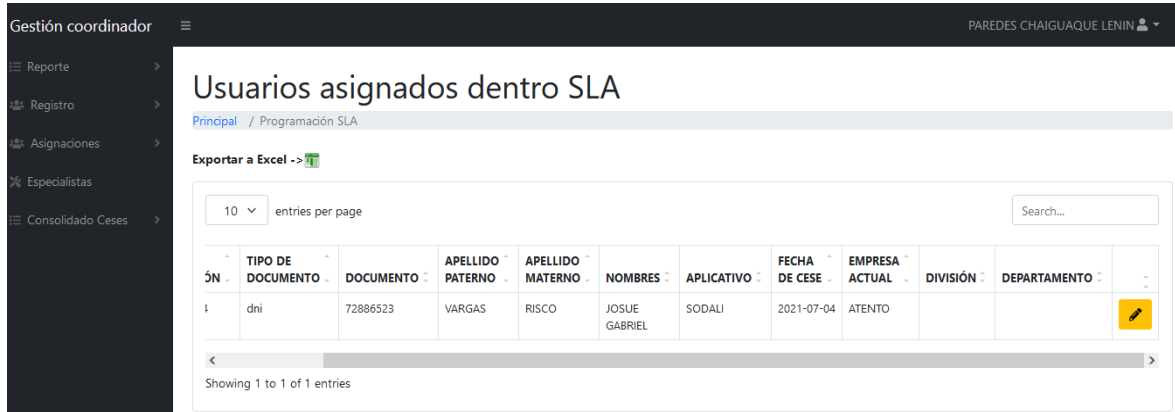 Gestión coordinador
PAREDES CHAIGUAQUE LENIN
Reporte
Registro
Asignaciones
Especialistas
Consolidado Ceses
Usuarios asignados dentro SLA
Principal / Programación SLA
Exportar a Excel ->
10 entries per page
Search...
ÓN TIPO DE DOCUMENTO DOCUMENTO APELLIDO PATERNO APELLIDO MATERNO NOMBRES APLICATIVO FECHA DE CESE EMPRESA ACTUAL DIVISIÓN DEPARTAMENTO
dni 72886523 VARGAS RISCO JOSUE GABRIEL SODALI 2021-07-04 ATENTO
Showing 1 to 1 of 1 entries